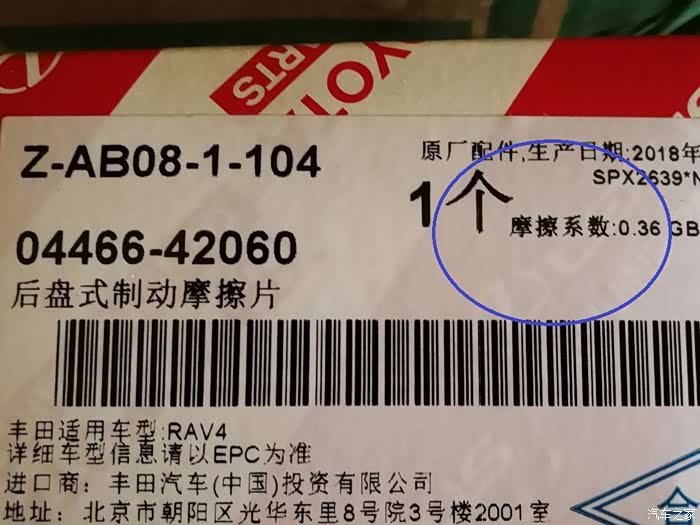 YOT
PARTS
Z-AB08-1-104
原厂配件,生产日期:2018年
SPX2639*N
1个
摩擦系数:0.36 GB
04466-42060
后盘式制动摩擦片
丰田适用车型:RAV4
详细车型信息请以EPC为准
进口商：丰田汽车(中国)投资有限公司
地址：北京市朝阳区光华东里8号院3号楼2001室
汽车之家